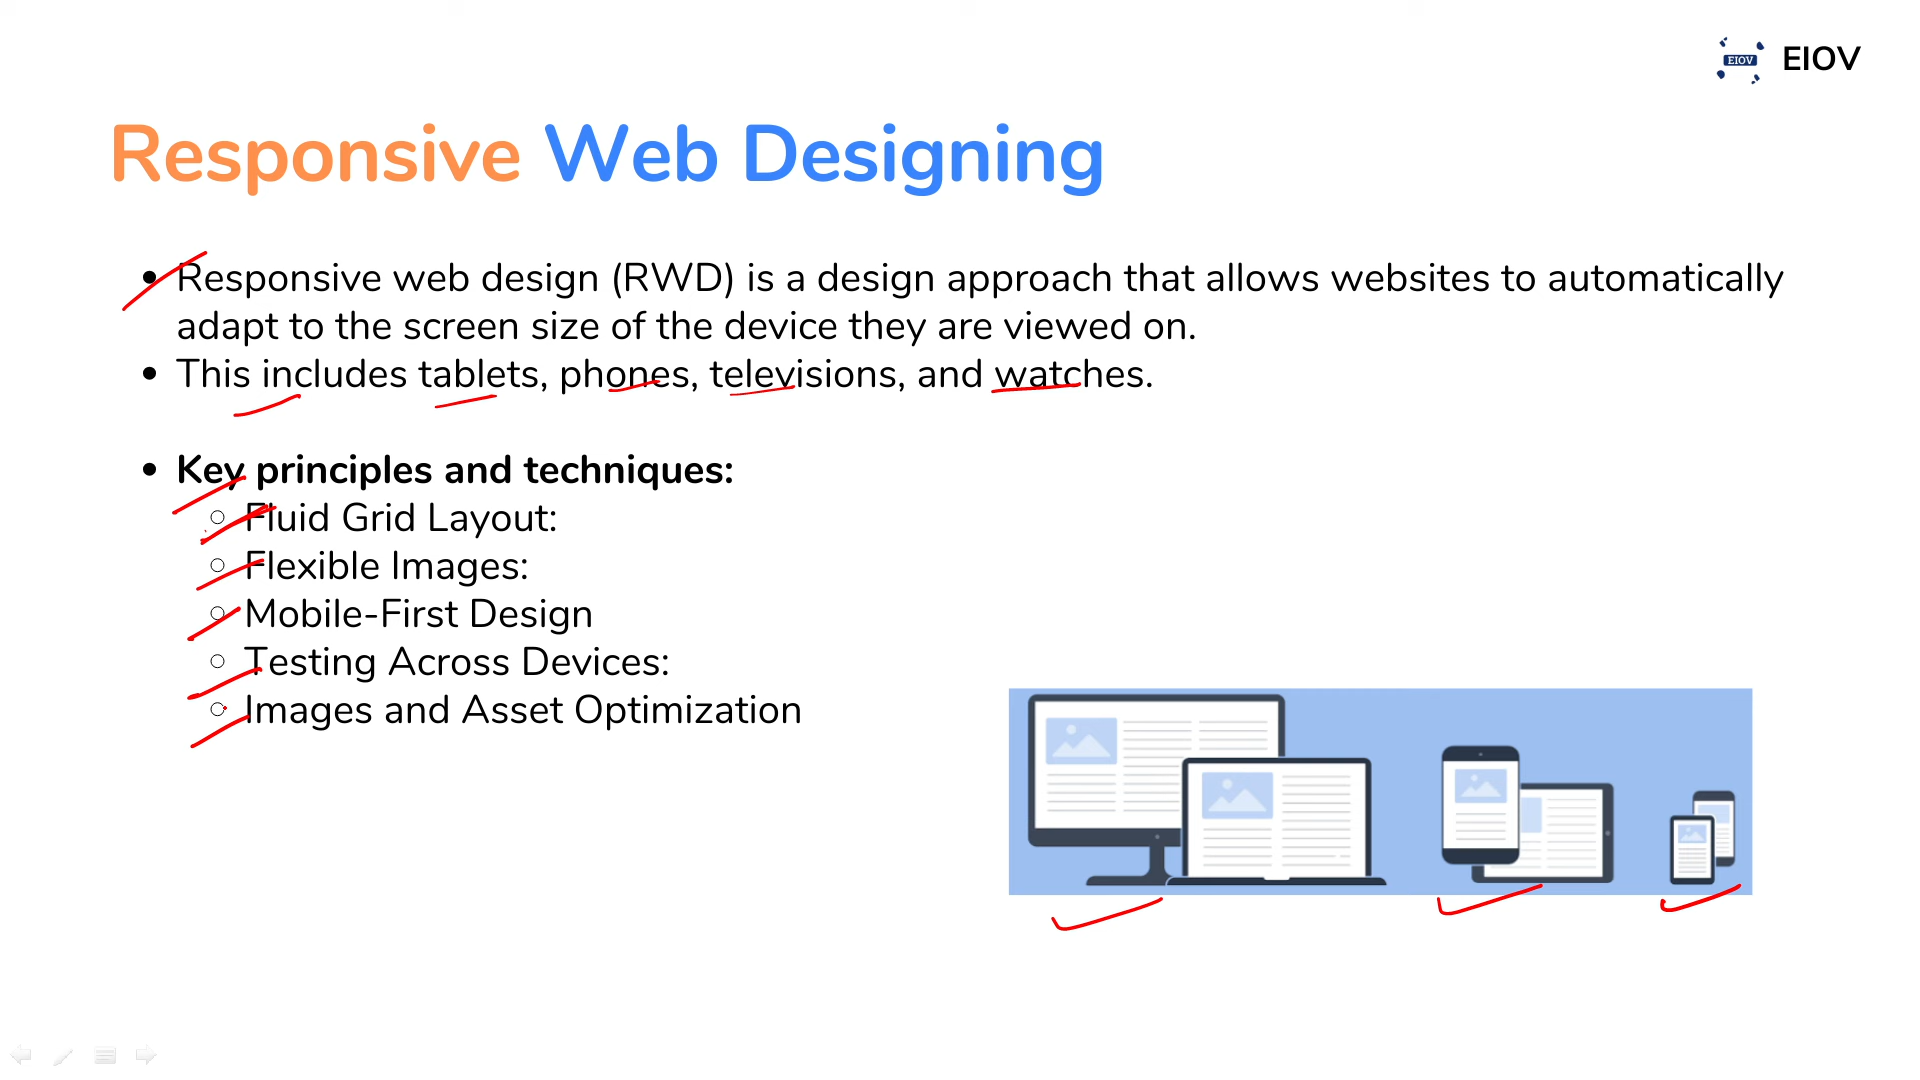 EIOV EIOV
Responsive Web Designing
• Responsive web design (RWD) is a design approach that allows websites to automatically
adapt to the screen size of the device they are viewed on.
• This includes tablets, phones, televisions, and watches.
• Key principles and techniques:
○ Fluid Grid Layout:
○ Flexible Images:
○ Mobile-First Design
○ Testing Across Devices:
○ Images and Asset Optimization